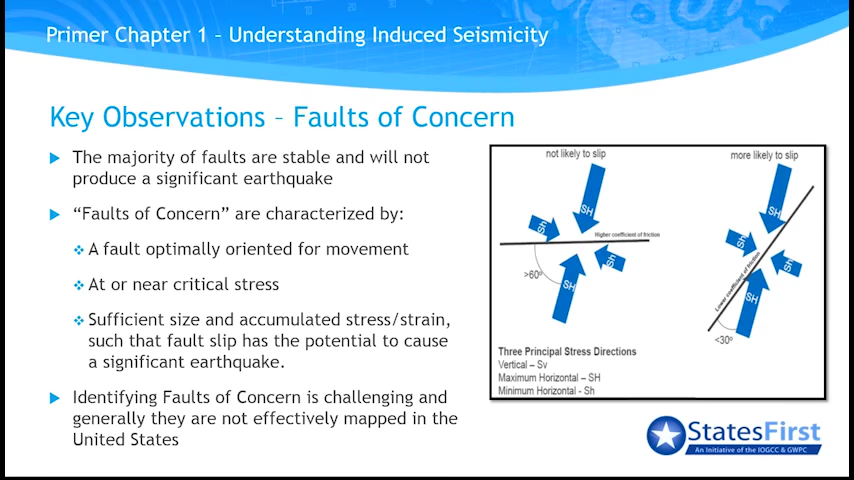 Primer Chapter 1 – Understanding Induced Seismicity
Key Observations – Faults of Concern
The majority of faults are stable and will not
produce a significant earthquake
“Faults of Concern” are characterized by:
A fault optimally oriented for movement
At or near critical stress
Sufficient size and accumulated stress/strain,
such that fault slip has the potential to cause
a significant earthquake.
Identifying Faults of Concern is challenging and
generally they are not effectively mapped in the
United States
not likely to slip
SH
Sh
Higher coefficient of friction
Sh
>60º
SH
more likely to slip
SH
Sh
Lower coefficient of friction
Sh
SH
<30º
Three Principal Stress Directions
Vertical – Sv
Maximum Horizontal – SH
Minimum Horizontal - Sh
StatesFirst
An Initiative of the IOGCC & GWPC